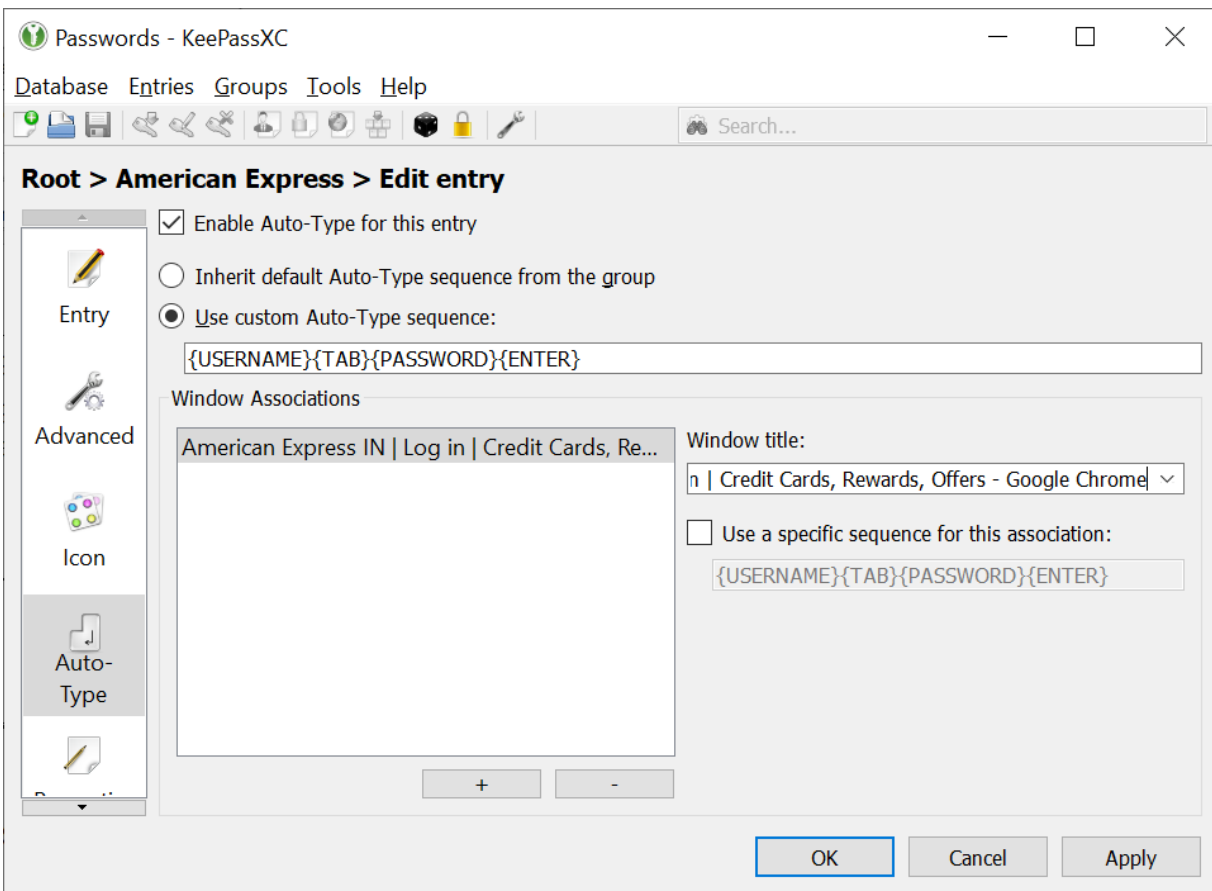 Passwords - KeePassXC
Database Entries Groups Tools Help
Search...
Root > American Express > Edit entry
Enable Auto-Type for this entry
Inherit default Auto-Type sequence from the group
Use custom Auto-Type sequence:
{USERNAME}{TAB}{PASSWORD}{ENTER}
Window Associations
American Express IN | Log in | Credit Cards, Re...
Window title:
n | Credit Cards, Rewards, Offers - Google Chrome
Use a specific sequence for this association:
{USERNAME}{TAB}{PASSWORD}{ENTER}
Entry
Advanced
Icon
Auto-
Type
+ -
OK Cancel Apply